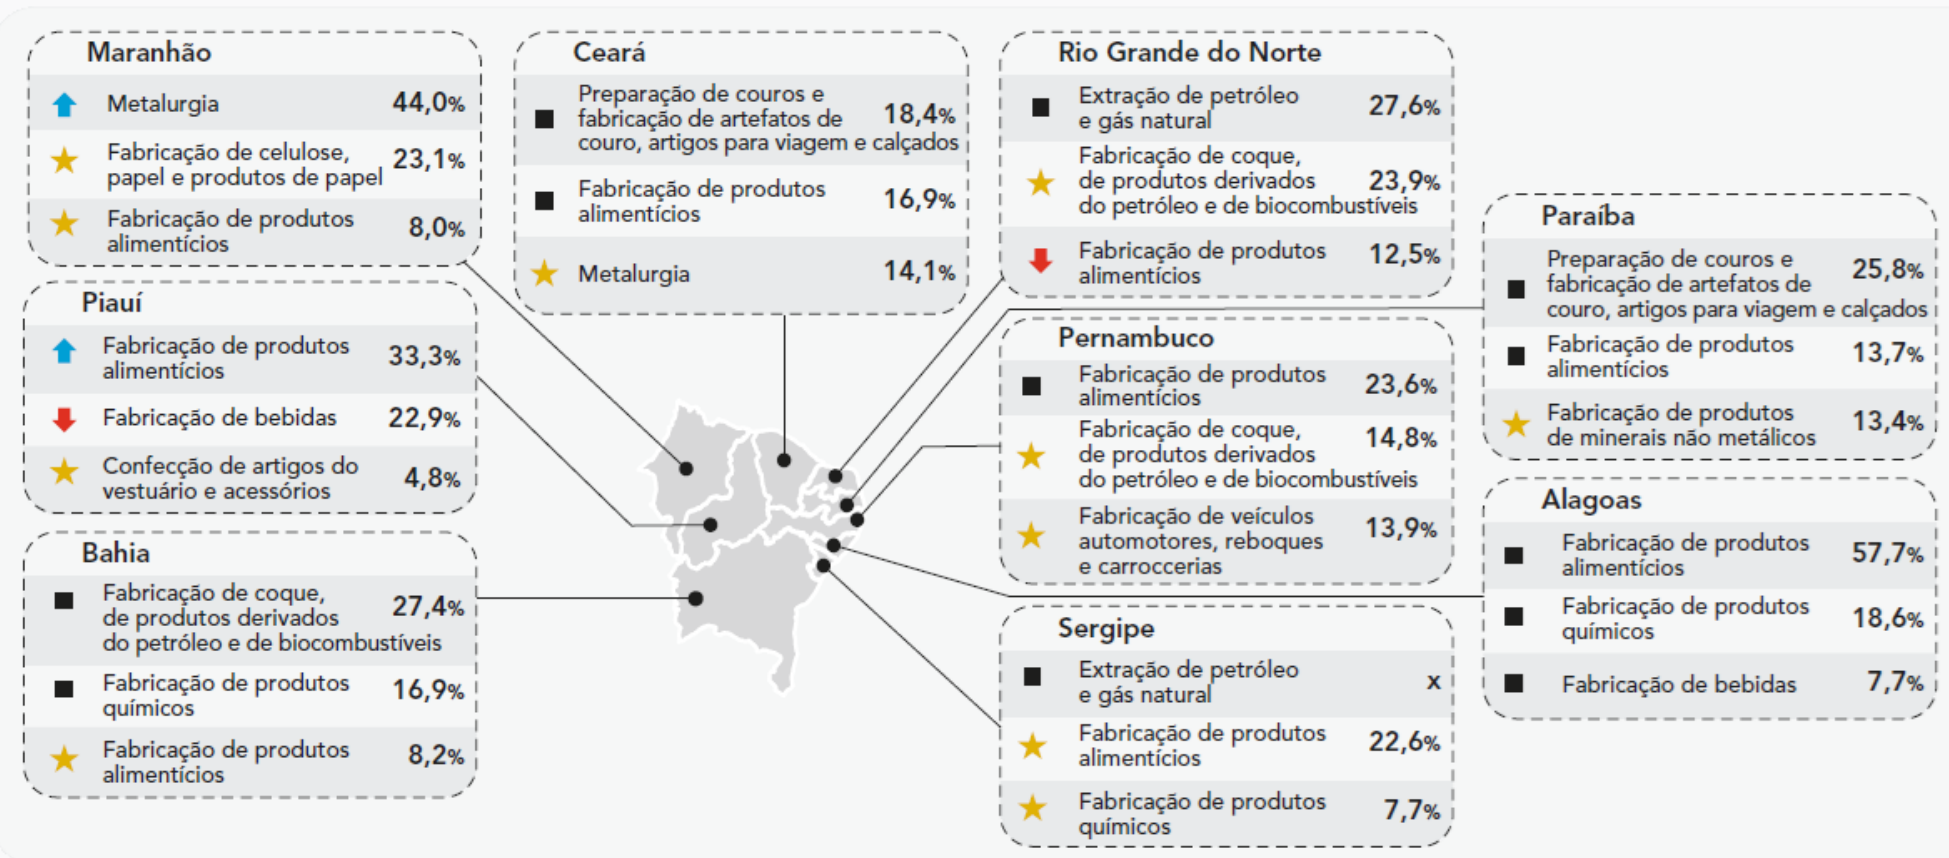 Maranhão
Metalurgia 44,0%
Fabricação de celulose,
papel e produtos de papel 23,1%
Fabricação de produtos
alimentícios 8,0%
Piauí
Fabricação de produtos
alimentícios 33,3%
Fabricação de bebidas 22,9%
Confecção de artigos do
vestuário e acessórios 4,8%
Bahia
Fabricação de coque,
de produtos derivados 27,4%
do petróleo e de biocombustíveis
Fabricação de produtos
químicos 16,9%
Fabricação de produtos
alimentícios 8,2%
Ceará
Preparação de couros e
fabricação de artefatos de 18,4%
couro, artigos para viagem e calçados
Fabricação de produtos
alimentícios 16,9%
Metalurgia 14,1%
Rio Grande do Norte
Extração de petróleo
e gás natural 27,6%
Fabricação de coque,
de produtos derivados 23,9%
do petróleo e de biocombustíveis
Fabricação de produtos
alimentícios 12,5%
Pernambuco
Fabricação de produtos
alimentícios 23,6%
Fabricação de coque,
de produtos derivados 14,8%
do petróleo e de biocombustíveis
Fabricação de veículos
automotores, reboques 13,9%
e carroccerias
Sergipe
Extração de petróleo
e gás natural x
Fabricação de produtos
alimentícios 22,6%
Fabricação de produtos
químicos 7,7%
Paraíba
Preparação de couros e
fabricação de artefatos de 25,8%
couro, artigos para viagem e calçados
Fabricação de produtos
alimentícios 13,7%
Fabricação de produtos
de minerais não metálicos 13,4%
Alagoas
Fabricação de produtos
alimentícios 57,7%
Fabricação de produtos
químicos 18,6%
Fabricação de bebidas 7,7%